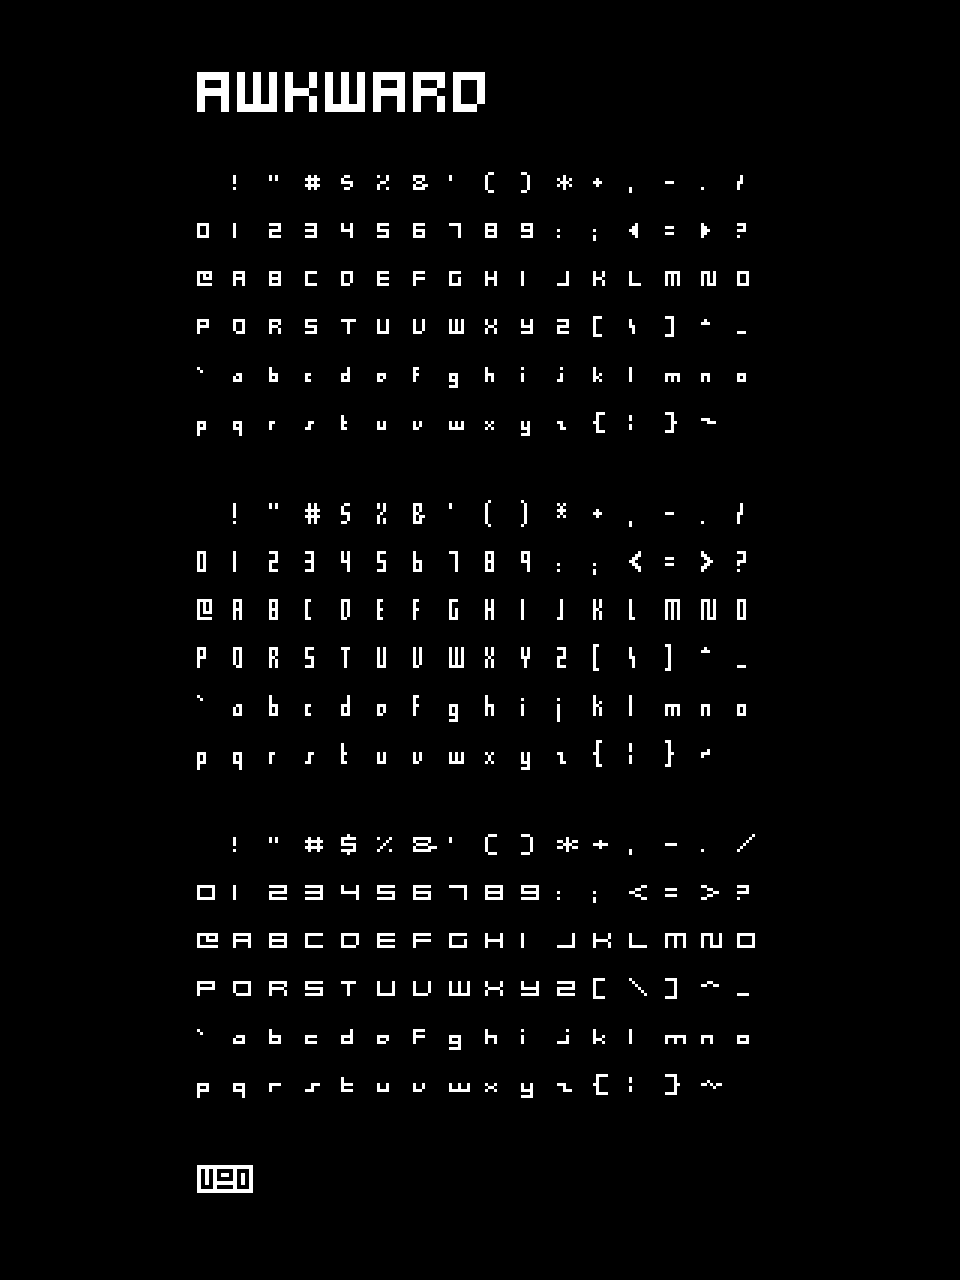 AWKWARD
! " # $ % & ' ( ) * + , - . /
0 1 2 3 4 5 6 7 8 9 : ; < = > ?
@ A B C D E F G H I J K L M N O
P Q R S T U V W X Y Z [ \ ] ^ _
` a b c d e f g h i j k l m n o
p q r s t u v w x y z { ¦ } ~
! " # $ % & ' ( ) * + , - . /
0 1 2 3 4 5 6 7 8 9 : ; < = > ?
@ A B C D E F G H I J K L M N O
P Q R S T U V W X Y Z [ \ ] ^ _
` a b c d e f g h i j k l m n o
p q r s t u v w x y z { ¦ } ~
! " # $ % & ' ( ) * + , - . /
0 1 2 3 4 5 6 7 8 9 : ; < = > ?
@ A B C D E F G H I J K L M N O
P Q R S T U V W X Y Z [ \ ] ^ _
` a b c d e f g h i j k l m n o
p q r s t u v w x y z { ¦ } ~